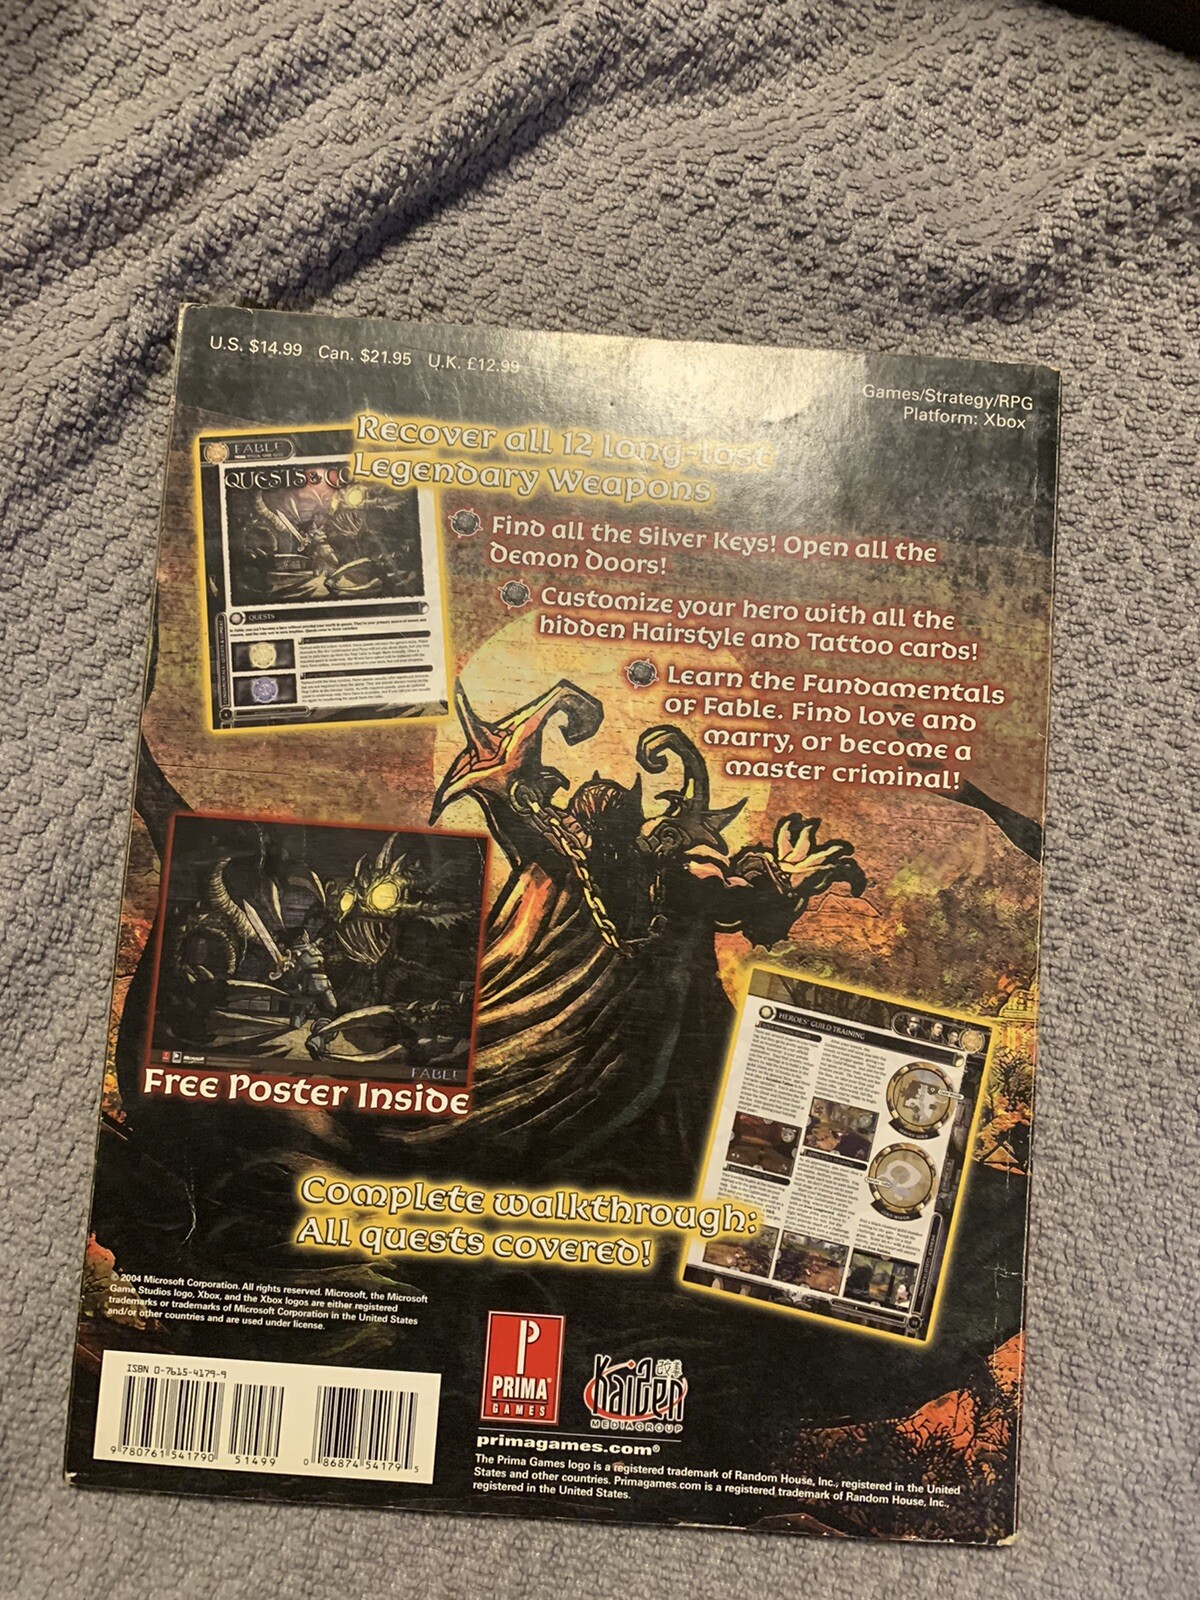 U.S. $14.99 Can. $21.95 U.K. £12.99
Games/Strategy/RPG
Platform: Xbox
Recover all 12 long-lost
Legendary Weapons
FABLE
QUESTS & CO
QUESTS
Find all the Silver Keys! Open all the
Demon Doors!
Customize your hero with all the
hidden Hairstyle and Tattoo cards!
Learn the Fundamentals
of Fable. Find love and
marry, or become a
master criminal!
Microsoft
FABLE
Free Poster Inside
HEROES' GUILD TRAINING
Complete walkthrough:
All quests covered!
© 2004 Microsoft Corporation. All rights reserved. Microsoft, the Microsoft
Game Studios logo, Xbox, and the Xbox logos are either registered
trademarks or trademarks of Microsoft Corporation in the United States
and/or other countries and are used under license.
ISBN 0-7615-4179-9
9 780761 541790 51499
0 86874 54179 5
P
PRIMA®
GAMES
改善
Kaizen
MEDIAGROUP
primagames.com®
The Prima Games logo is a registered trademark of Random House, Inc., registered in the United
States and other countries. Primagames.com is a registered trademark of Random House, Inc.,
registered in the United States.